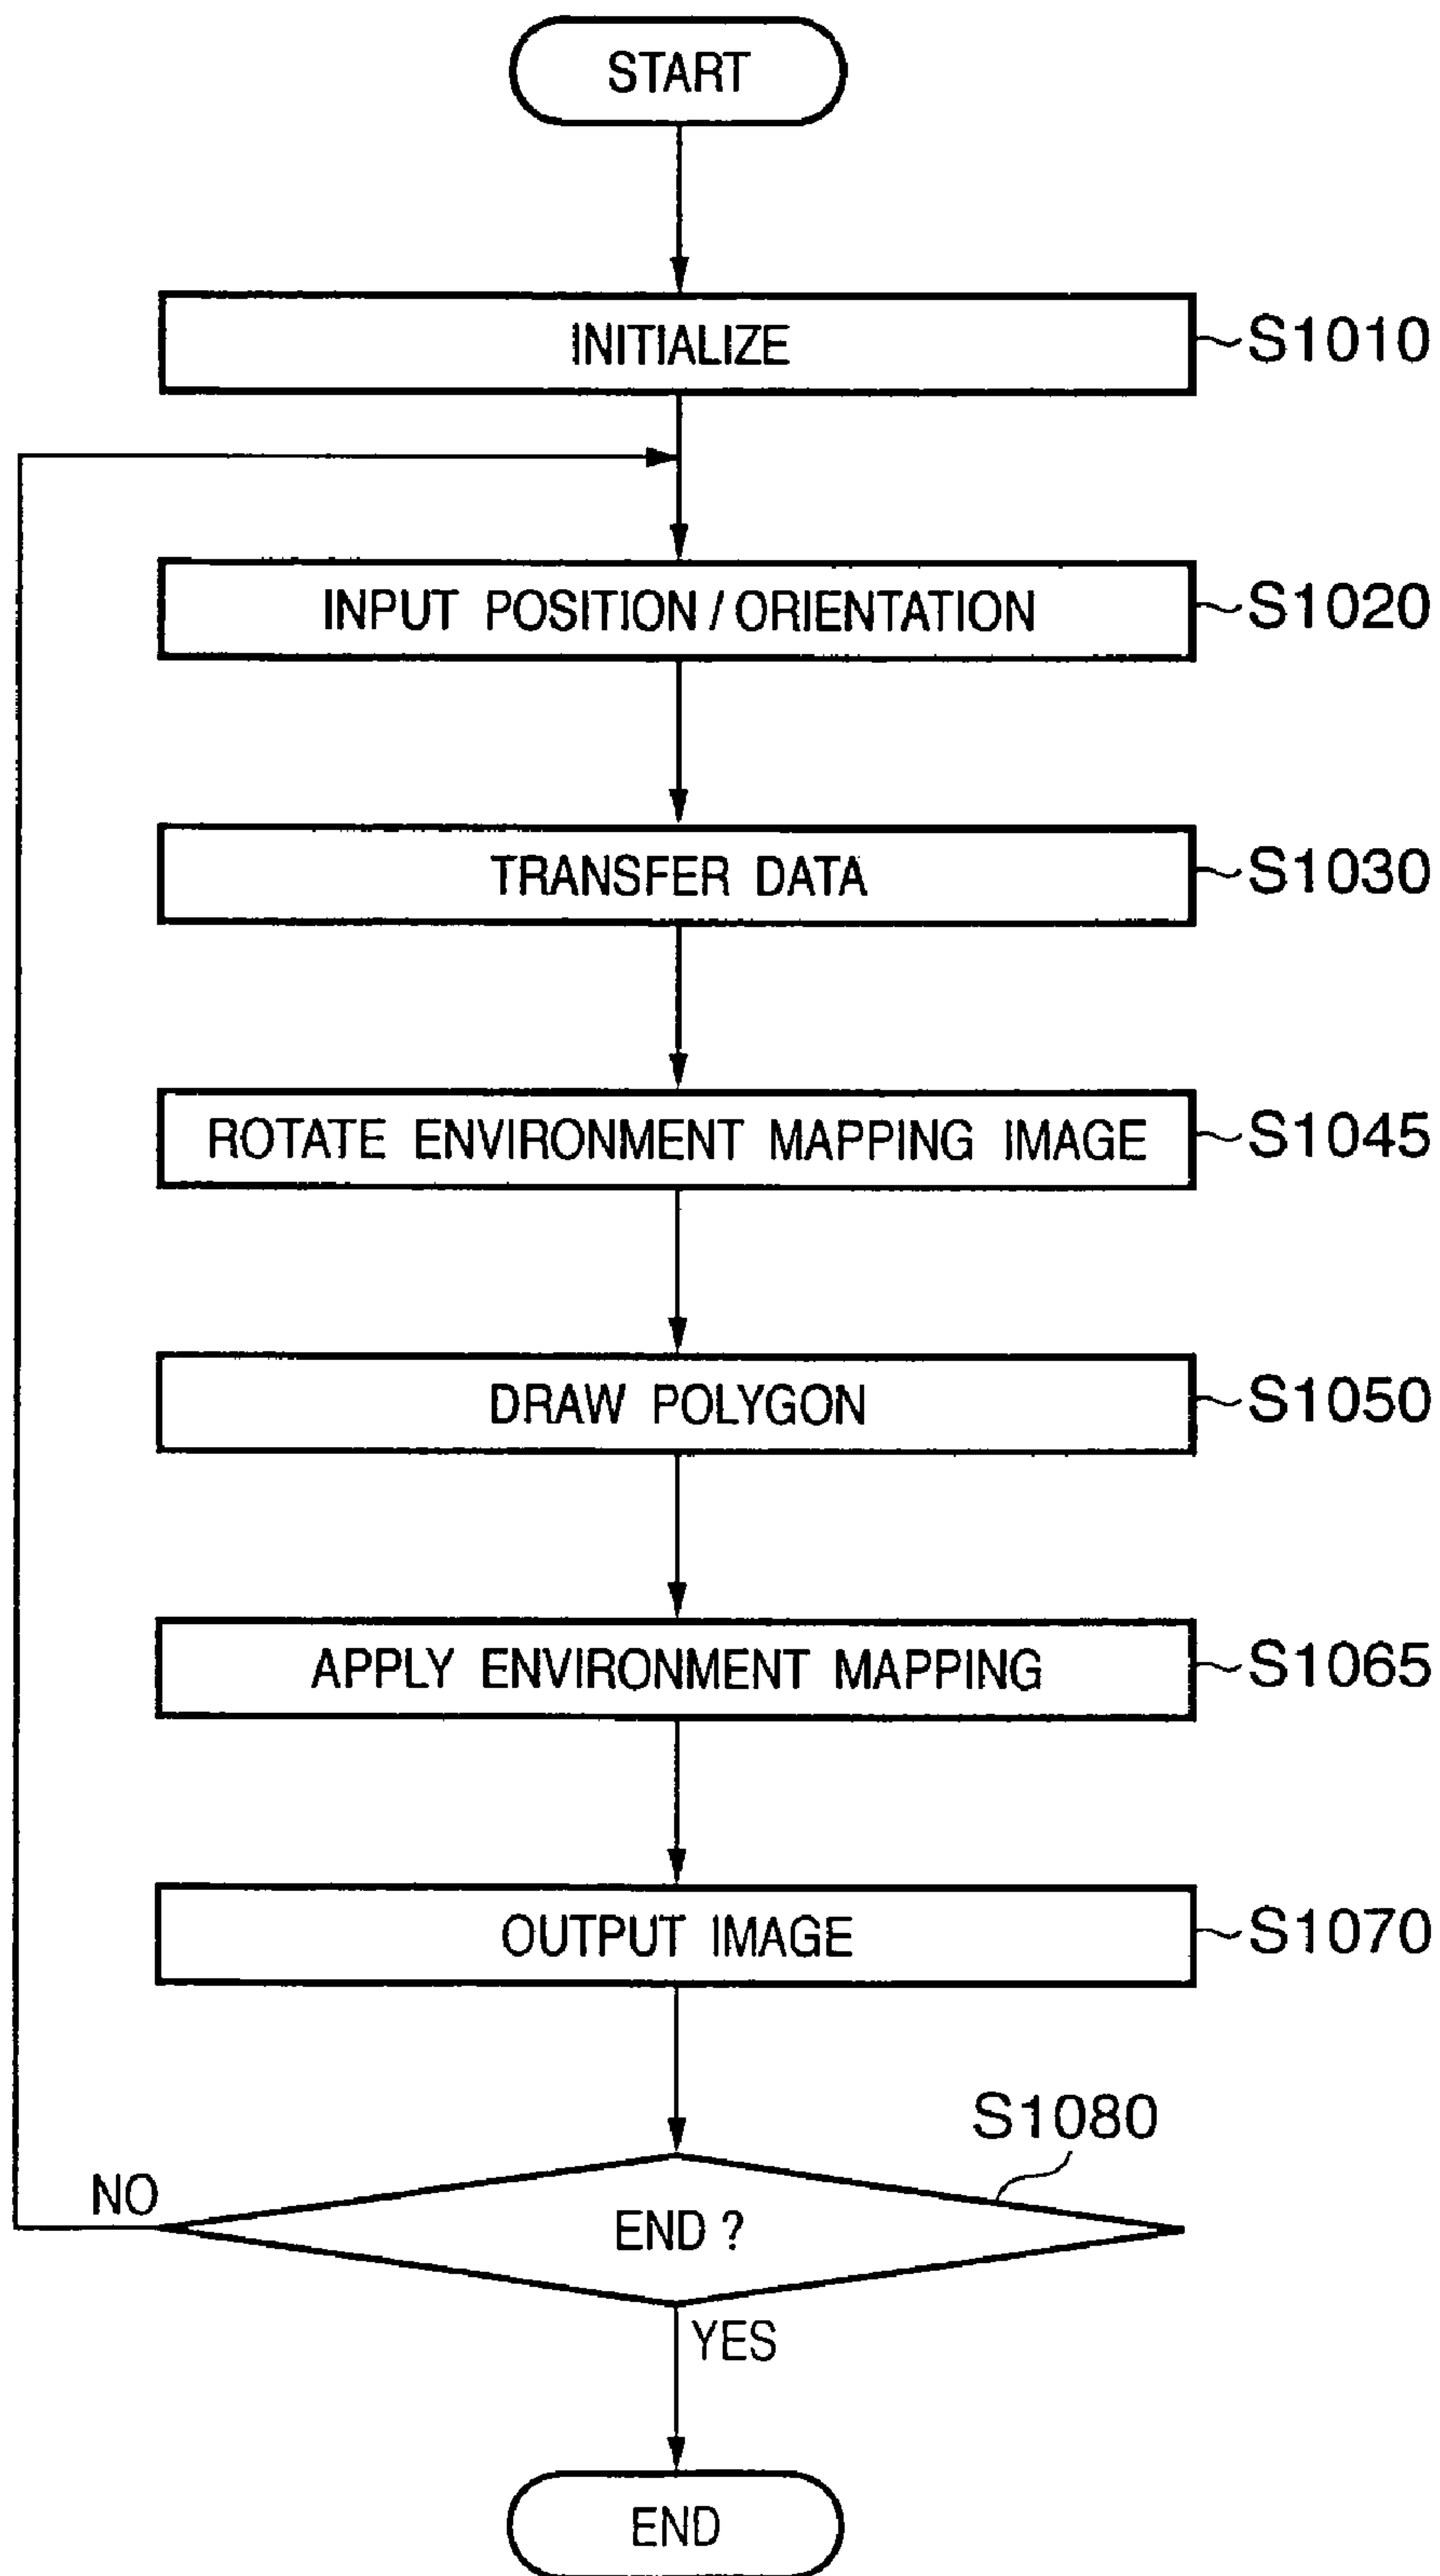 START
INITIALIZE
S1010
INPUT POSITION / ORIENTATION
S1020
TRANSFER DATA
S1030
ROTATE ENVIRONMENT MAPPING IMAGE
S1045
DRAW POLYGON
S1050
APPLY ENVIRONMENT MAPPING
S1065
OUTPUT IMAGE
S1070
S1080
NO
END ?
YES
END